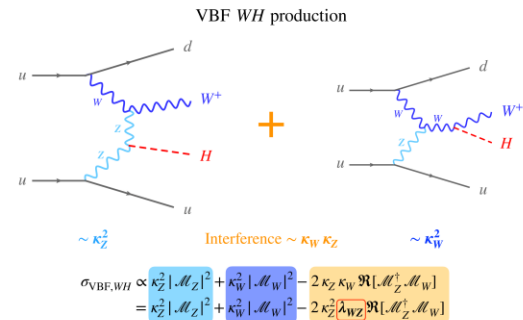 VBF WH production
u d
W
W⁺
Z
Z
H
u u
+
u d
W W
W⁺
Z
H
u u
~ κ_Z^2 Interference ~ κ_W κ_Z ~ κ_W^2
σ_VBF,WH ∝ κ_Z^2 |ℳ_Z|^2 + κ_W^2 |ℳ_W|^2 − 2 κ_Z κ_W ℜ[ℳ_Z^† ℳ_W]
= κ_Z^2 |ℳ_Z|^2 + κ_W^2 |ℳ_W|^2 − 2 κ_Z^2 λ_WZ ℜ[ℳ_Z^† ℳ_W]